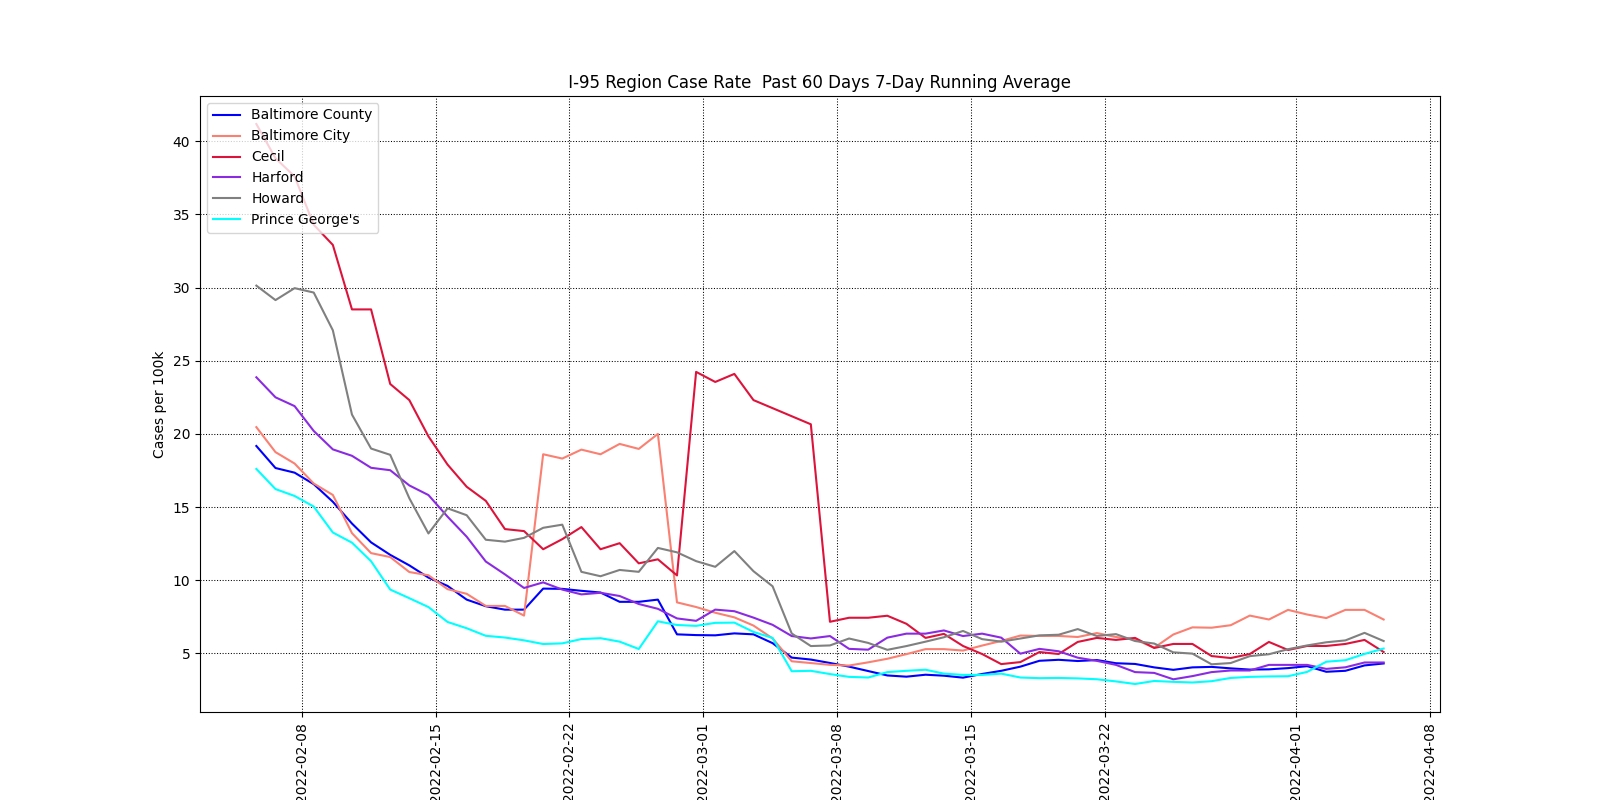 I-95 Region Case Rate  Past 60 Days 7-Day Running Average
Baltimore County
Baltimore City
Cecil
Harford
Howard
Prince George's
Cases per 100k
40
35
30
25
20
15
10
5
2022-02-08
2022-02-15
2022-02-22
2022-03-01
2022-03-08
2022-03-15
2022-03-22
2022-04-01
2022-04-08